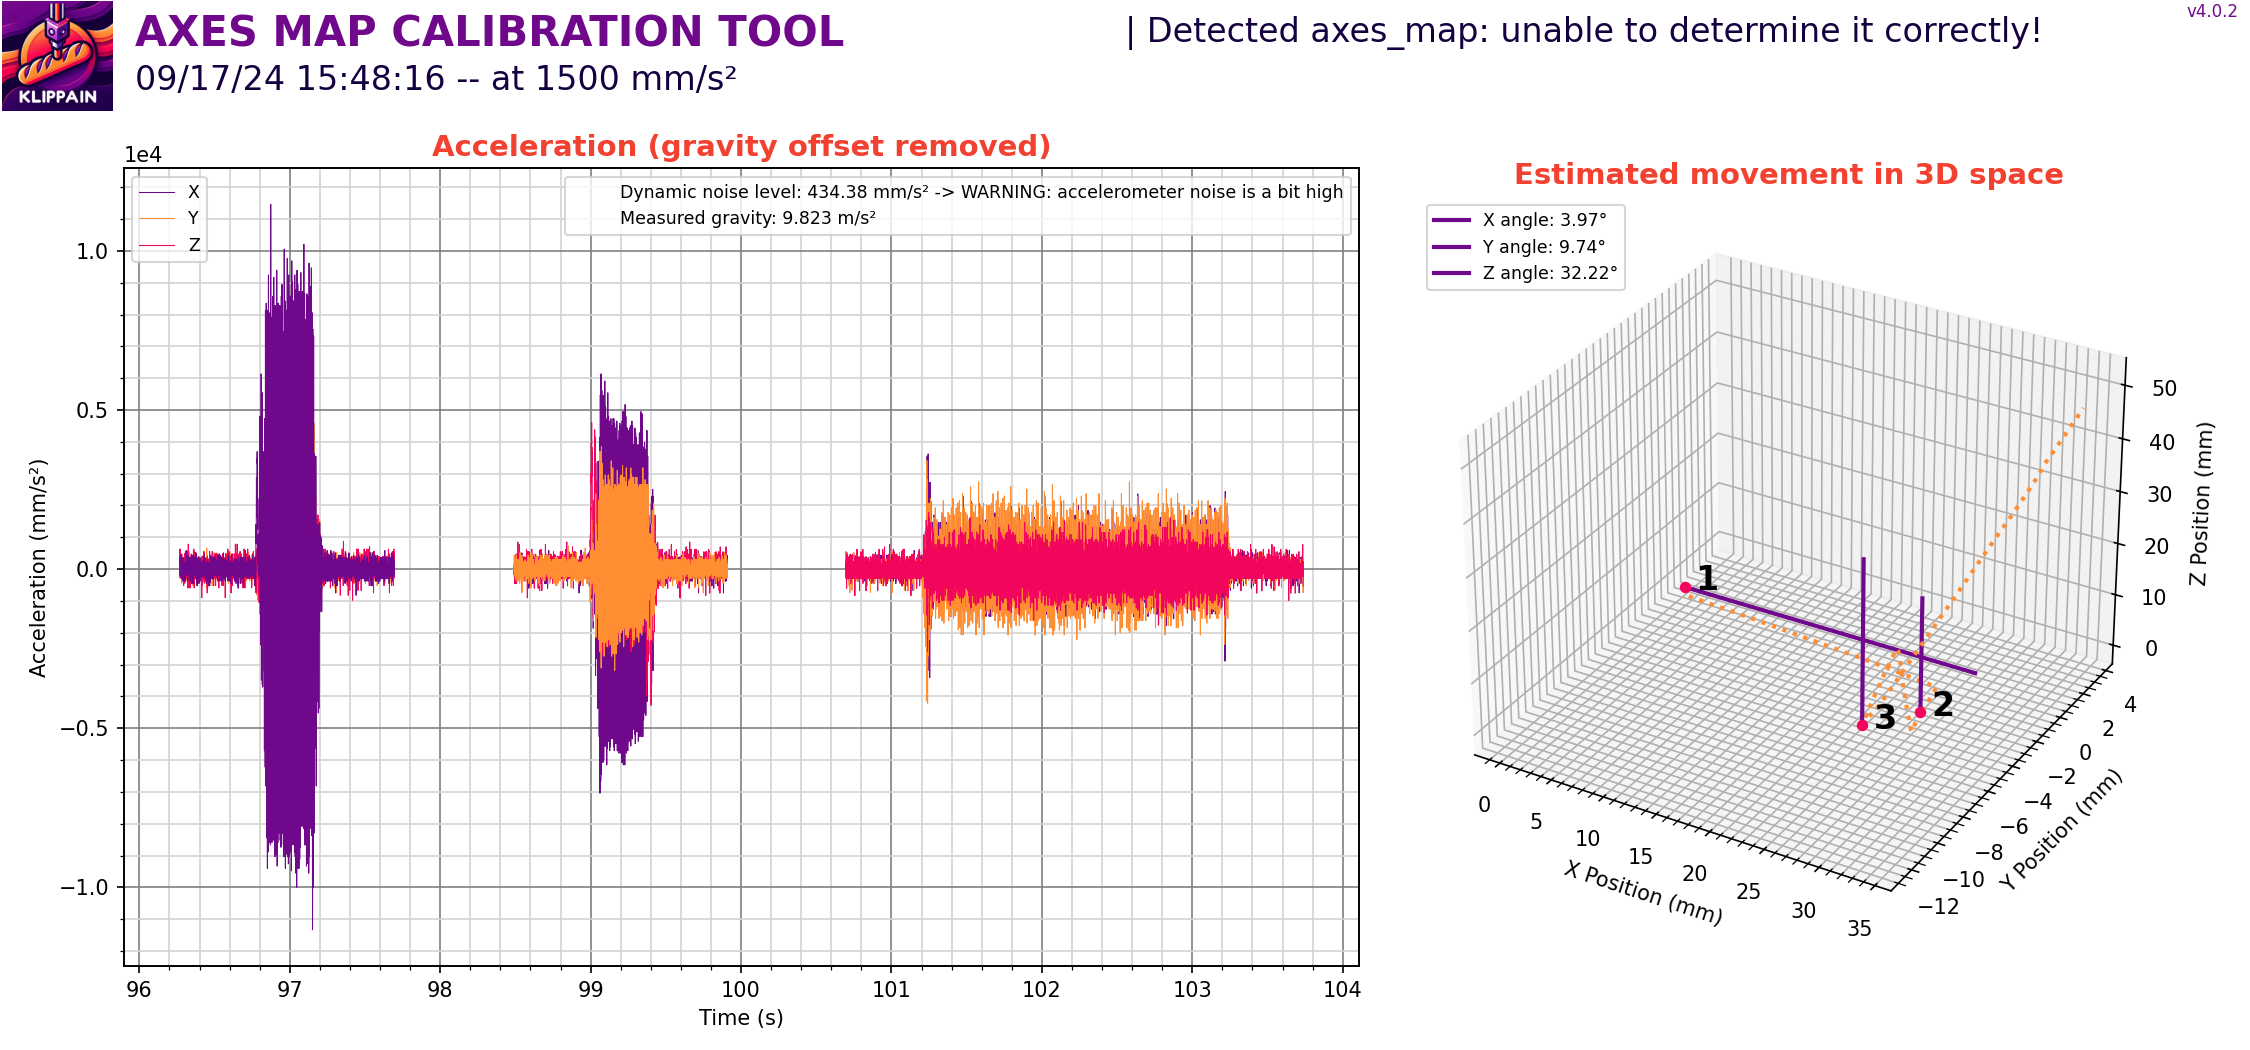 AXES MAP CALIBRATION TOOL
| Detected axes_map: unable to determine it correctly!
v4.0.2
09/17/24 15:48:16 -- at 1500 mm/s²
KLIPPAIN
Acceleration (gravity offset removed)
1e4
X
Y
Z
Dynamic noise level: 434.38 mm/s² -> WARNING: accelerometer noise is a bit high
Measured gravity: 9.823 m/s²
1.0
0.5
0.0
−0.5
−1.0
Acceleration (mm/s²)
96 97 98 99 100 101 102 103 104
Time (s)
Estimated movement in 3D space
X angle: 3.97°
Y angle: 9.74°
Z angle: 32.22°
1
2
3
50
40
30
20
10
0
Z Position (mm)
4
2
0
−2
−4
−6
−8
−10
−12
Y Position (mm)
0
5
10
15
20
25
30
35
X Position (mm)